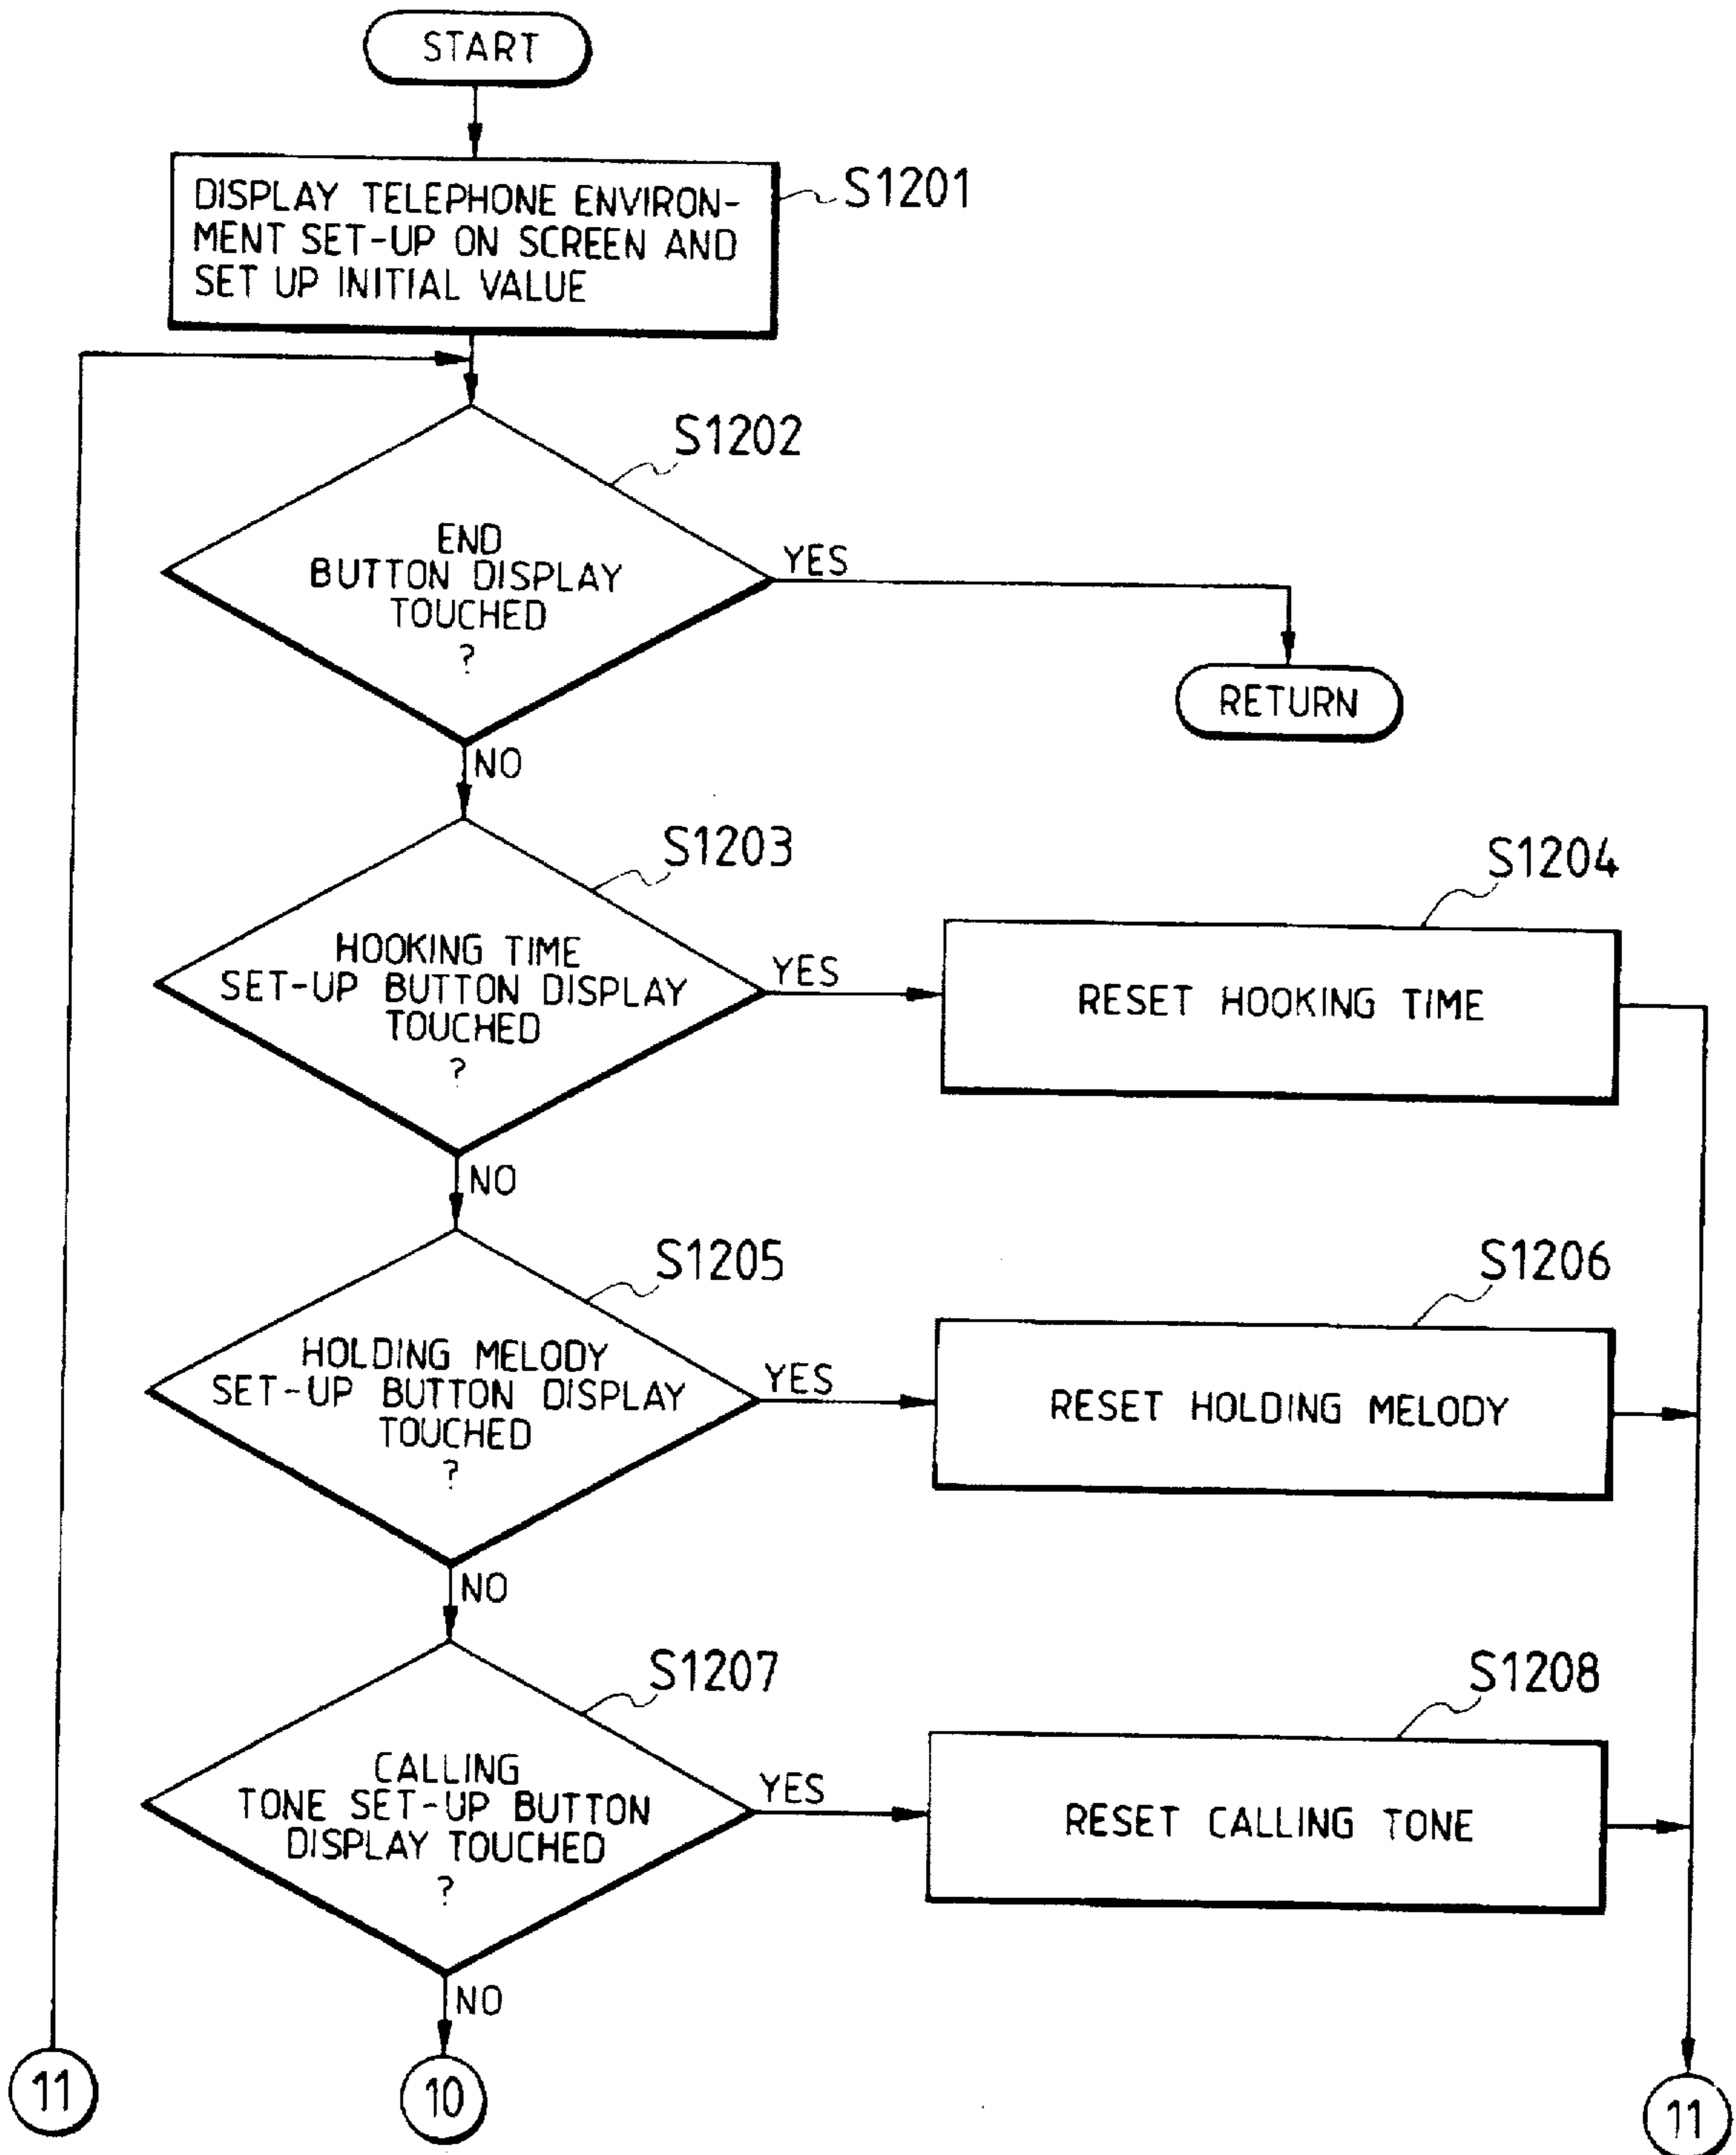 START
DISPLAY TELEPHONE ENVIRON-
MENT SET-UP ON SCREEN AND
SET UP INITIAL VALUE
S1201
S1202
END
BUTTON DISPLAY
TOUCHED
?
YES
RETURN
NO
S1203
HOOKING TIME
SET-UP BUTTON DISPLAY
TOUCHED
?
YES
S1204
RESET HOOKING TIME
NO
S1205
HOLDING MELODY
SET-UP BUTTON DISPLAY
TOUCHED
?
YES
S1206
RESET HOLDING MELODY
NO
S1207
CALLING
TONE SET-UP BUTTON
DISPLAY TOUCHED
?
YES
S1208
RESET CALLING TONE
NO
11
10
11